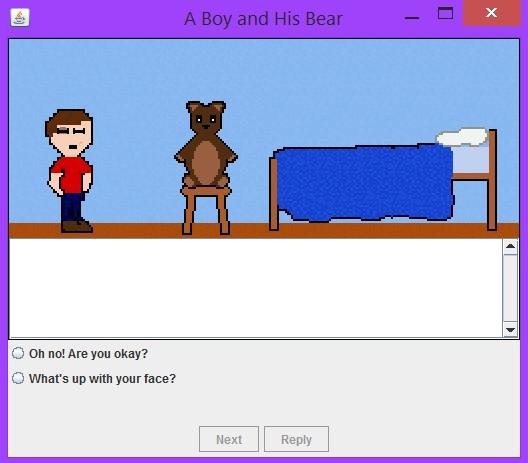 A Boy and His Bear
Oh no! Are you okay?
What's up with your face?
Next Reply